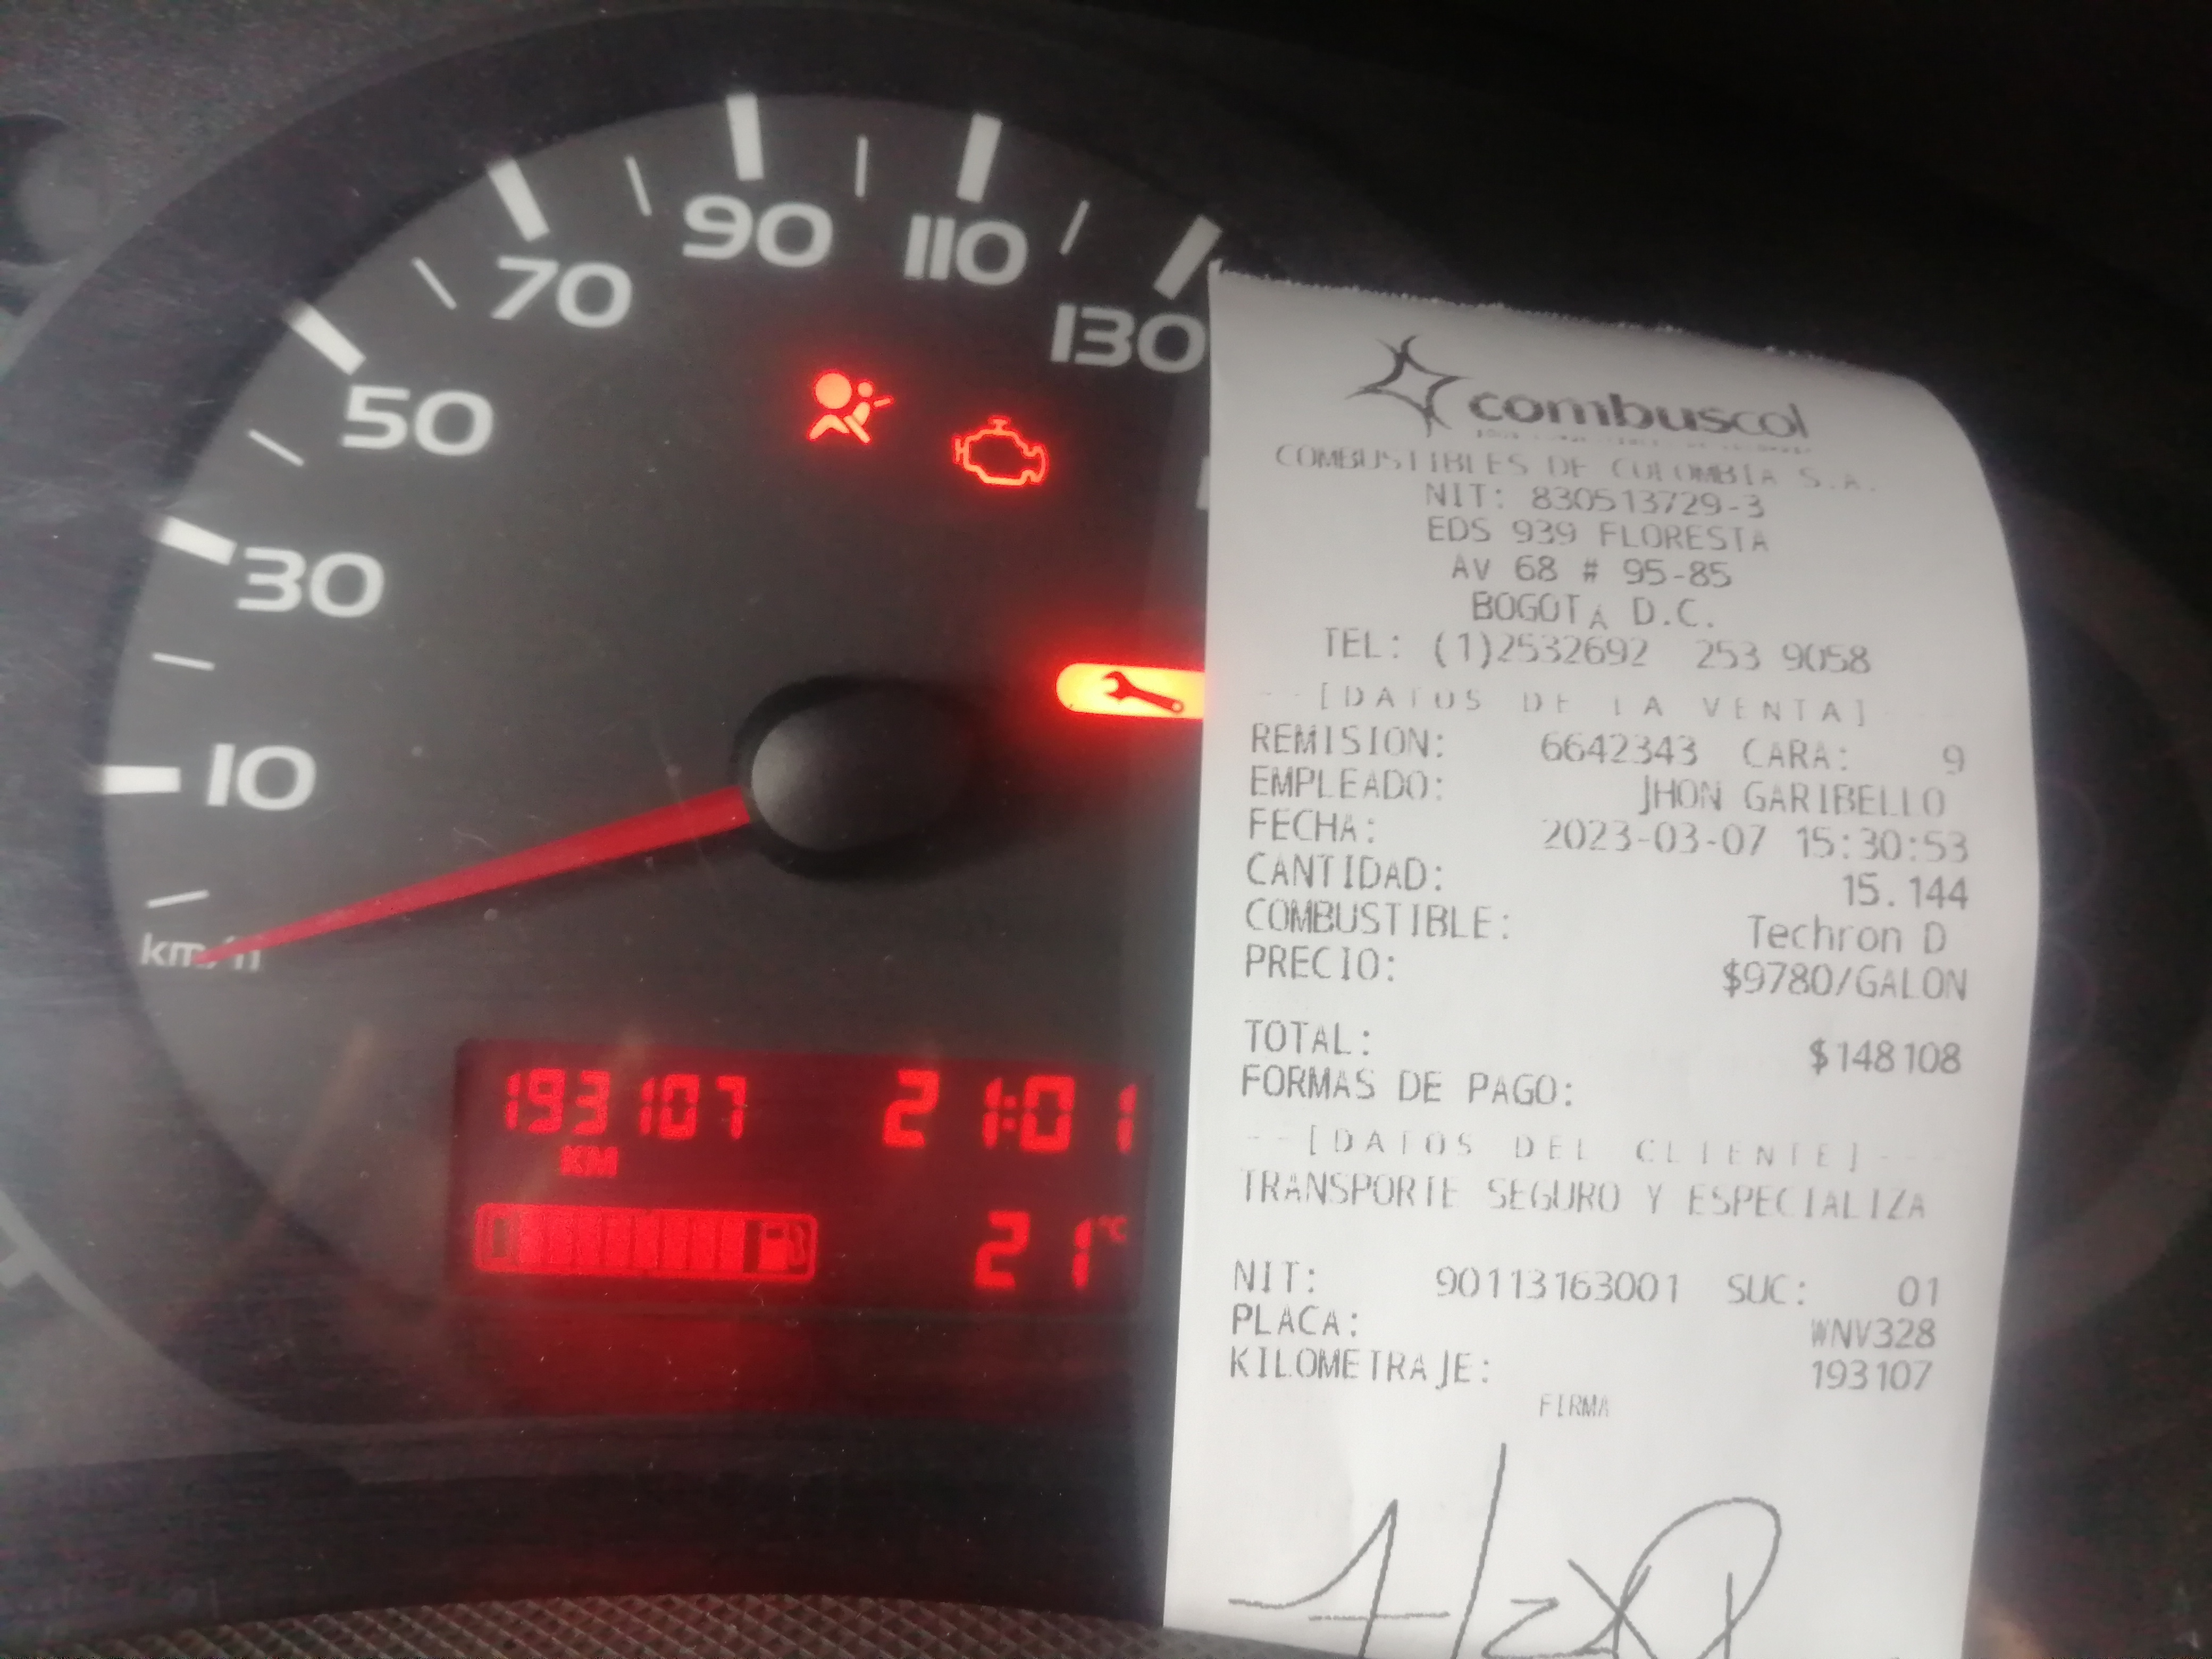 10
30
50
70
90
110
130
km/h
193107
KM
21:01
21°C
combuscol
COMBUSTIBLES DE COLOMBIA S.A.
NIT: 830513729-3
EDS 939 FLORESTA
AV 68 # 95-85
BOGOTA D.C.
TEL: (1)2532692 253 9058
--[DATOS DE LA VENTA]
REMISION: 6642343 CARA: 9
EMPLEADO: JHON GARIBELLO
FECHA: 2023-03-07 15:30:53
CANTIDAD: 15.144
COMBUSTIBLE: Techron D
PRECIO: $9780/GALON
TOTAL: $148108
FORMAS DE PAGO:
--[DATOS DEL CLIENTE]--
TRANSPORTE SEGURO Y ESPECIALIZA
NIT: 90113163001 SUC: 01
PLACA: WNV328
KILOMETRAJE: 193107
FIRMA